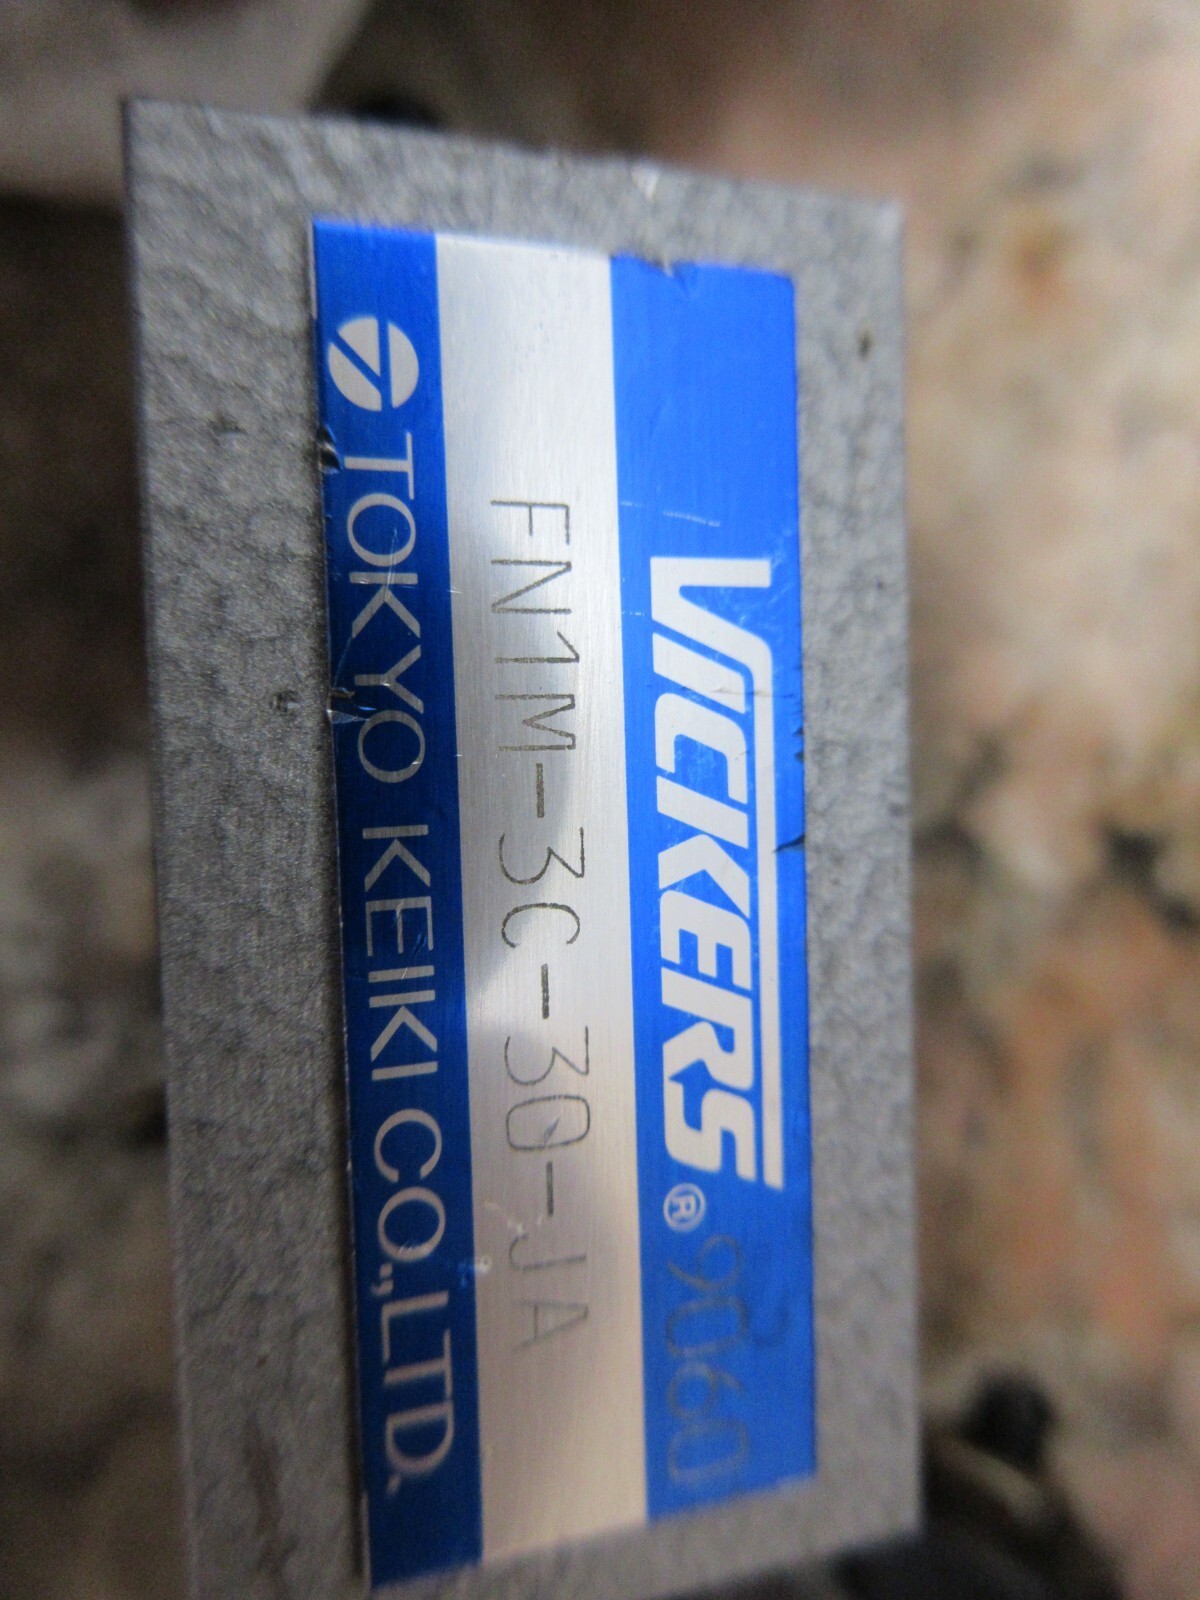 VICKERS® 9060
FN1M-3C-30-JA
TOKYO KEIKI CO.,LTD.